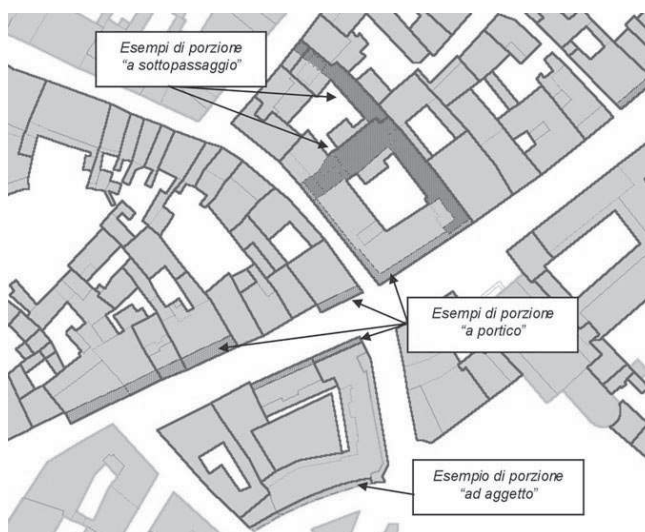 Esempi di porzione
"a sottopassaggio"
Esempi di porzione
"a portico"
Esempio di porzione
"ad aggetto"